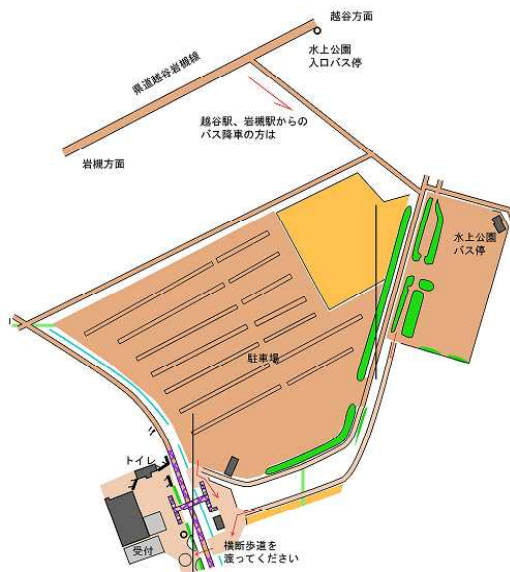 越谷方面
水上公園
入口バス停
県道越谷岩槻線
越谷駅、岩槻駅からの
バス降車の方は
岩槻方面
水上公園
バス停
駐車場
トイレ
受付
横断歩道を
渡ってください